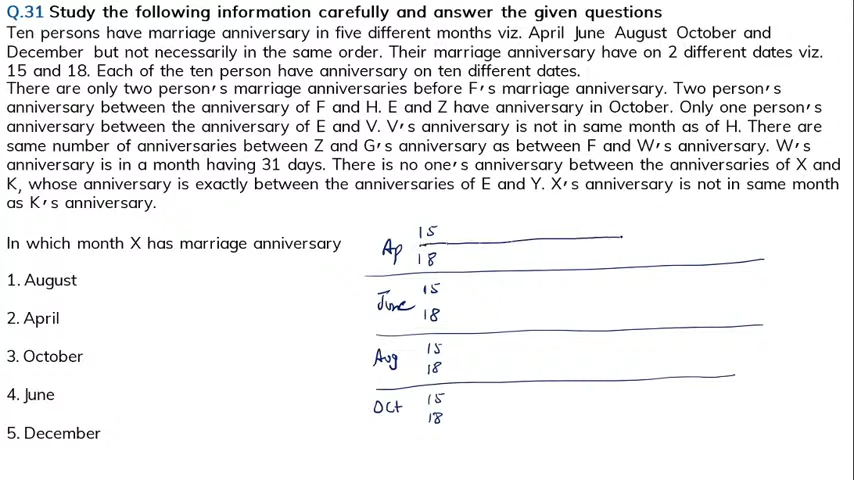 Q.31 Study the following information carefully and answer the given questions
Ten persons have marriage anniversary in five different months viz. April June August October and
December but not necessarily in the same order. Their marriage anniversary have on 2 different dates viz.
15 and 18. Each of the ten person have anniversary on ten different dates.
There are only two person's marriage anniversaries before F's marriage anniversary. Two person's
anniversary between the anniversary of F and H. E and Z have anniversary in October. Only one person's
anniversary between the anniversary of E and V. V's anniversary is not in same month as of H. There are
same number of anniversaries between Z and G's anniversary as between F and W's anniversary. W's
anniversary is in a month having 31 days. There is no one's anniversary between the anniversaries of X and
K, whose anniversary is exactly between the anniversaries of E and Y. X's anniversary is not in same month
as K's anniversary.
In which month X has marriage anniversary
1. August
2. April
3. October
4. June
5. December
Ap 15
18
June 15
18
Aug 15
18
Oct 15
18